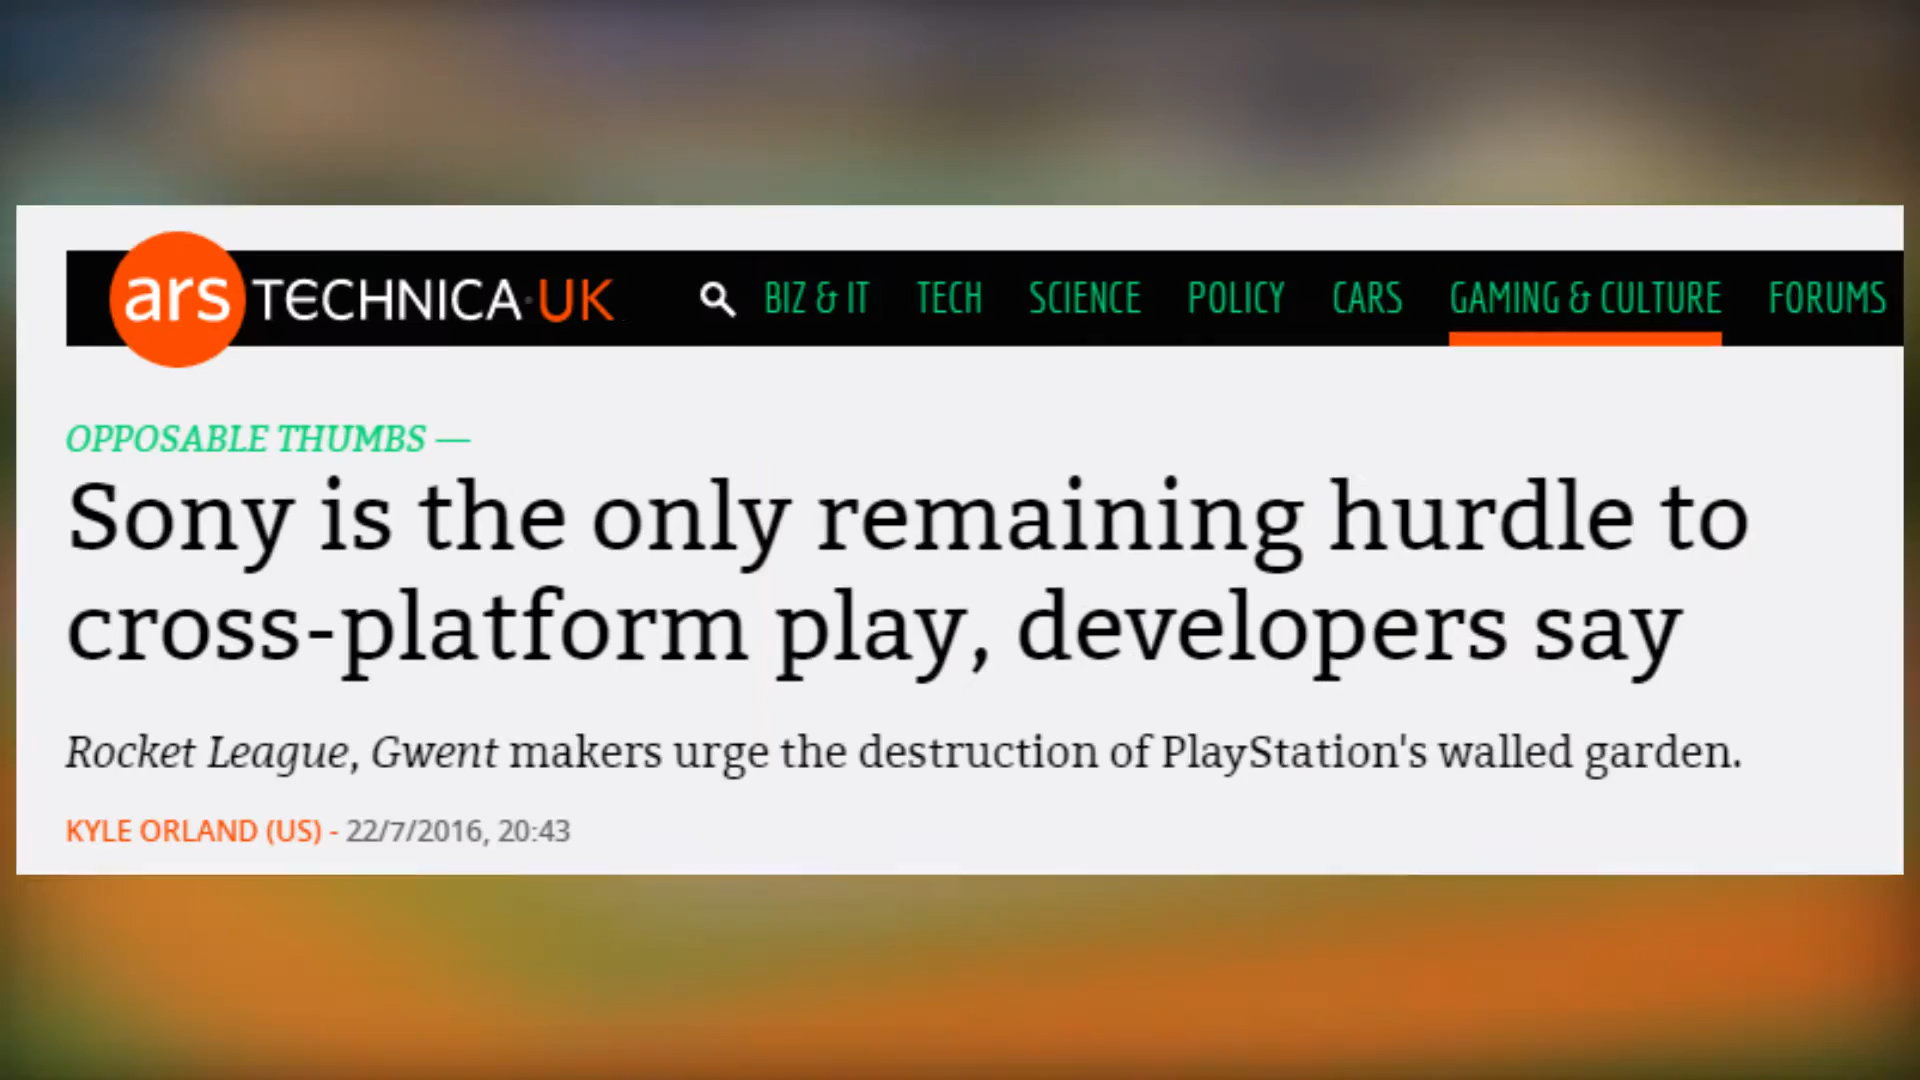 ars TECHNICA·UK BIZ & IT TECH SCIENCE POLICY CARS GAMING & CULTURE FORUMS
OPPOSABLE THUMBS —
Sony is the only remaining hurdle to
cross-platform play, developers say
Rocket League, Gwent makers urge the destruction of PlayStation's walled garden.
KYLE ORLAND (US) - 22/7/2016, 20:43